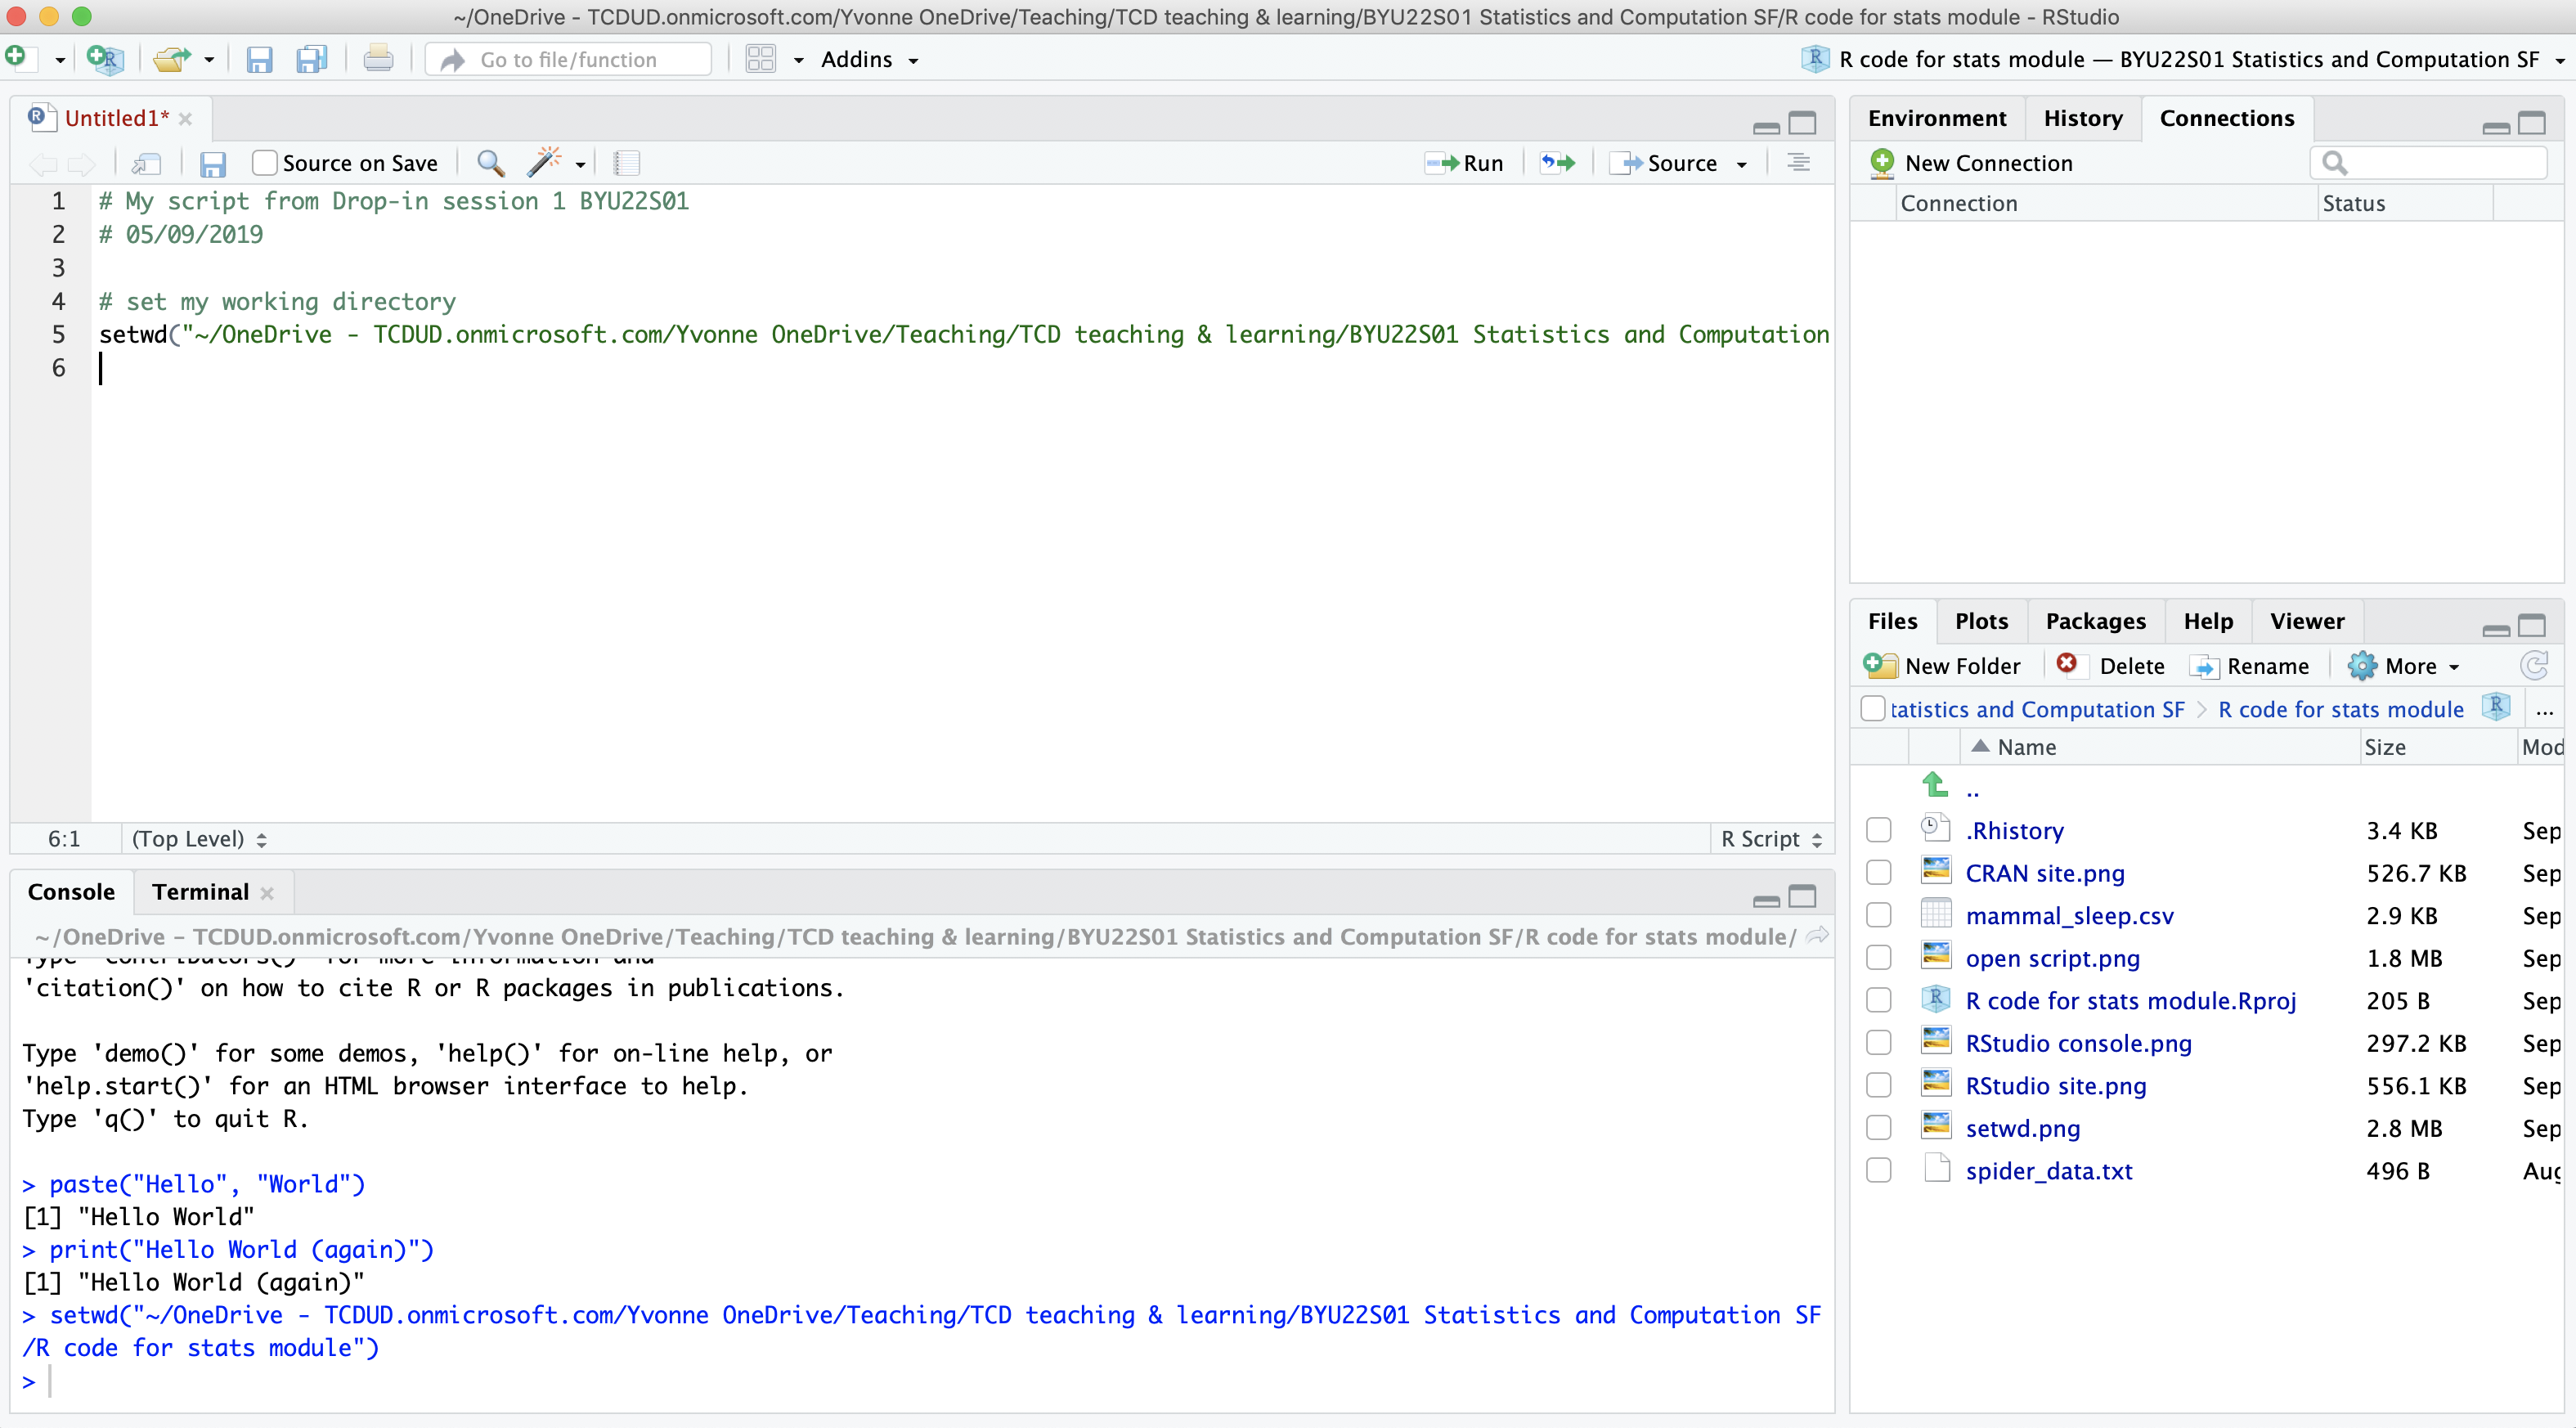 ~/OneDrive - TCDUD.onmicrosoft.com/Yvonne OneDrive/Teaching/TCD teaching & learning/BYU22S01 Statistics and Computation SF/R code for stats module - RStudio
Go to file/function
Addins
R code for stats module — BYU22S01 Statistics and Computation SF
Untitled1*
Source on Save
Run
Source
1 # My script from Drop-in session 1 BYU22S01
2 # 05/09/2019
3
4 # set my working directory
5 setwd("~/OneDrive - TCDUD.onmicrosoft.com/Yvonne OneDrive/Teaching/TCD teaching & learning/BYU22S01 Statistics and Computation
6
6:1 (Top Level) R Script
Console Terminal
~/OneDrive - TCDUD.onmicrosoft.com/Yvonne OneDrive/Teaching/TCD teaching & learning/BYU22S01 Statistics and Computation SF/R code for stats module/
Type 'contributors()' for more information and
'citation()' on how to cite R or R packages in publications.
Type 'demo()' for some demos, 'help()' for on-line help, or
'help.start()' for an HTML browser interface to help.
Type 'q()' to quit R.
> paste("Hello", "World")
[1] "Hello World"
> print("Hello World (again)")
[1] "Hello World (again)"
> setwd("~/OneDrive - TCDUD.onmicrosoft.com/Yvonne OneDrive/Teaching/TCD teaching & learning/BYU22S01 Statistics and Computation SF
/R code for stats module")
>
Environment History Connections
New Connection
Connection Status
Files Plots Packages Help Viewer
New Folder Delete Rename More
tatistics and Computation SF > R code for stats module R ...
Name Size Mod
..
.Rhistory 3.4 KB Sep
CRAN site.png 526.7 KB Sep
mammal_sleep.csv 2.9 KB Sep
open script.png 1.8 MB Sep
R code for stats module.Rproj 205 B Sep
RStudio console.png 297.2 KB Sep
RStudio site.png 556.1 KB Sep
setwd.png 2.8 MB Sep
spider_data.txt 496 B Aug